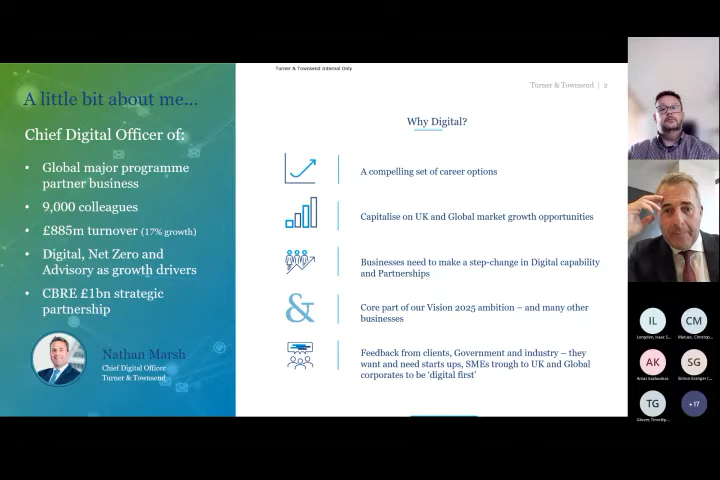 Turner & Townsend Internal Only
Turner & Townsend | 2
A little bit about me...
Chief Digital Officer of:
• Global major programme
partner business
• 9,000 colleagues
• £885m turnover (17% growth)
• Digital, Net Zero and
Advisory as growth drivers
• CBRE £1bn strategic
partnership
Nathan Marsh
Chief Digital Officer
Turner & Townsend
Why Digital?
A compelling set of career options
Capitalise on UK and Global market growth opportunities
Businesses need to make a step-change in Digital capability
and Partnerships
&
Core part of our Vision 2025 ambition – and many other
businesses
Feedback from clients, Government and industry – they
want and need starts ups, SMEs trough to UK and Global
corporates to be 'digital first'
IL
CM
AK
SG
Simon Granger (...
TG
+17
Glover, Timothy...